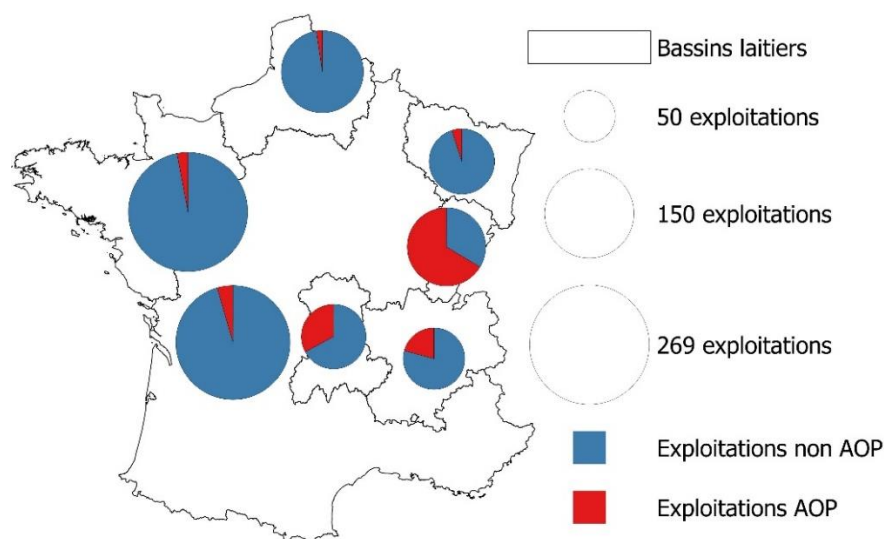 Bassins laitiers
50 exploitations
150 exploitations
269 exploitations
Exploitations non AOP
Exploitations AOP